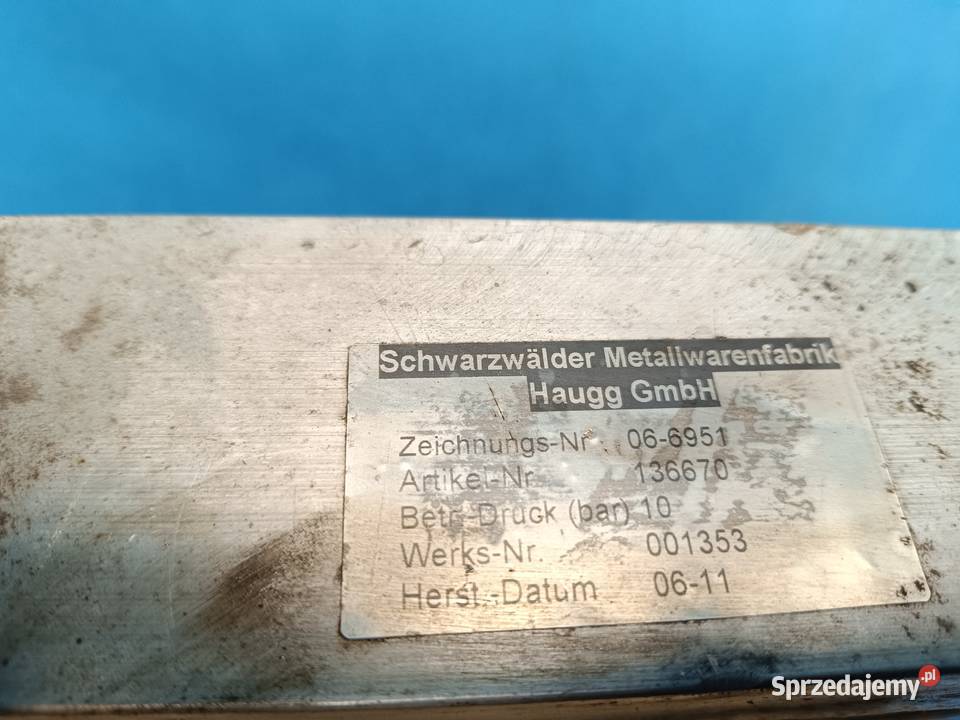 Schwarzwälder Metallwarenfabrik
Haugg GmbH
Zeichnungs-Nr. 06-6951
Artikel-Nr. 136670
Betr.-Druck (bar) 10
Werks-Nr. 001353
Herst.-Datum 06-11
Sprzedajemy.pl